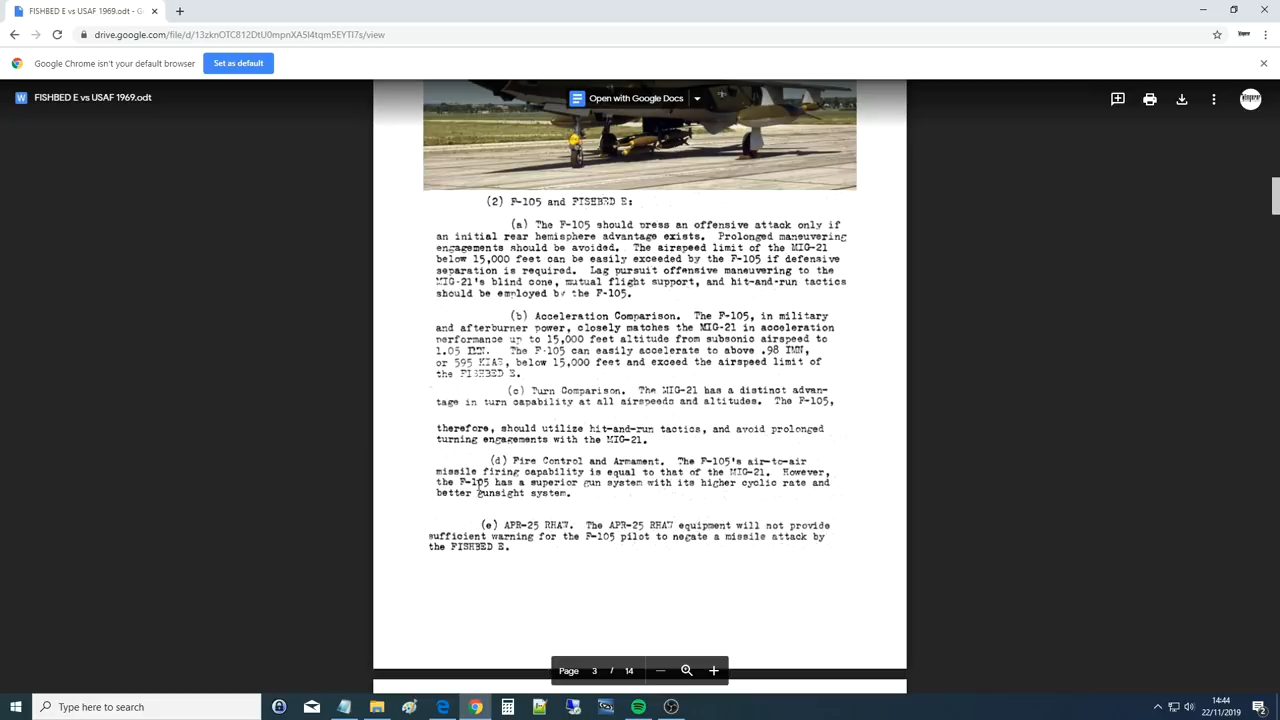 FISHBED E vs USAF 1969.odt - G
drive.google.com/file/d/13zknOTC812DtU0mpnXA5I4tqm5EYTI7s/view
Google Chrome isn't your default browser
Set as default
FISHBED E vs USAF 1969.odt
Open with Google Docs
(2) F-105 and FISHBED E:
(a) The F-105 should press an offensive attack only if
an initial rear hemisphere advantage exists. Prolonged maneuvering
engagements should be avoided. The airspeed limit of the MIG-21
below 15,000 feet can be easily exceeded by the F-105 if defensive
separation is required. Lag pursuit offensive maneuvering to the
MIG-21's blind cone, mutual flight support, and hit-and-run tactics
should be employed by the F-105.
(b) Acceleration Comparison. The F-105, in military
and afterburner power, closely matches the MIG-21 in acceleration
performance up to 15,000 feet altitude from subsonic airspeed to
1.05 IMN. The F-105 can easily accelerate to above .98 IMN,
or 595 KIAS, below 15,000 feet and exceed the airspeed limit of
the FISHBED E.
(c) Turn Comparison. The MIG-21 has a distinct advan-
tage in turn capability at all airspeeds and altitudes. The F-105,
therefore, should utilize hit-and-run tactics, and avoid prolonged
turning engagements with the MIG-21.
(d) Fire Control and Armament. The F-105's air-to-air
missile firing capability is equal to that of the MIG-21. However,
the F-105 has a superior gun system with its higher cyclic rate and
better gunsight system.
(e) APR-25 RHAW. The APR-25 RHAW equipment will not provide
sufficient warning for the F-105 pilot to negate a missile attack by
the FISHBED E.
Page 3 / 14
Type here to search
14:44
22/11/2019
2